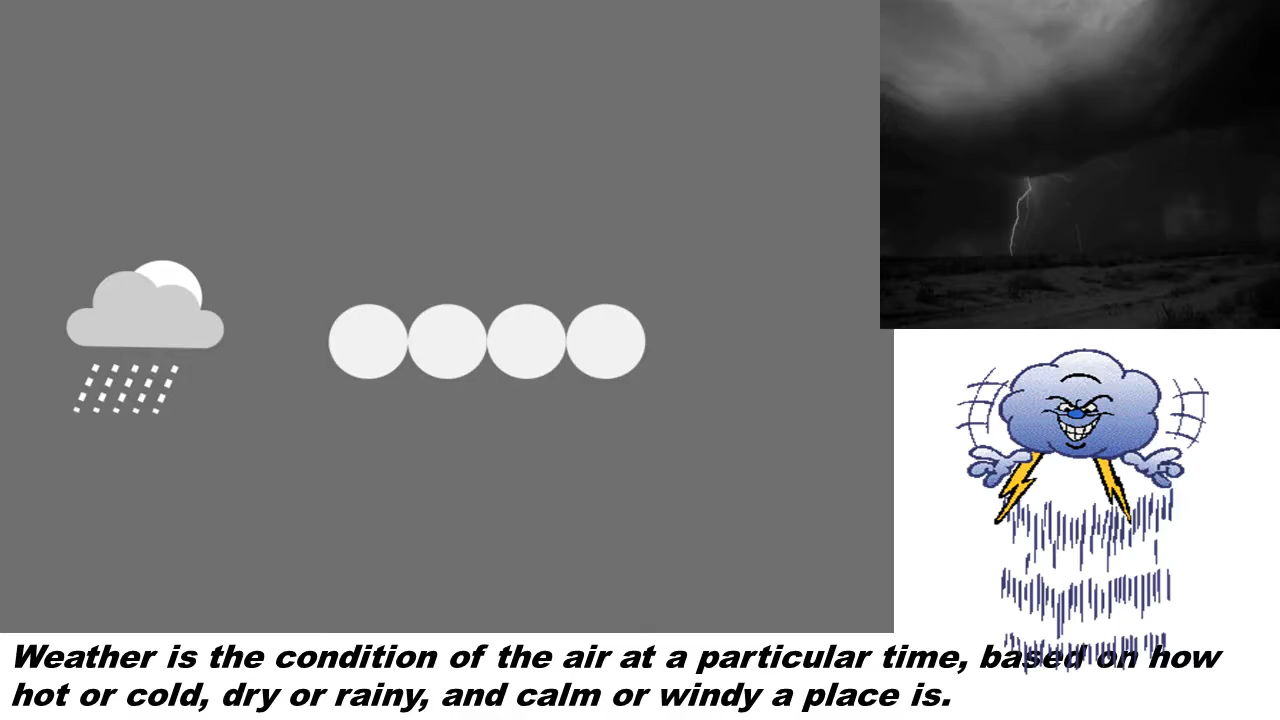 Weather is the condition of the air at a particular time, based on how
hot or cold, dry or rainy, and calm or windy a place is.